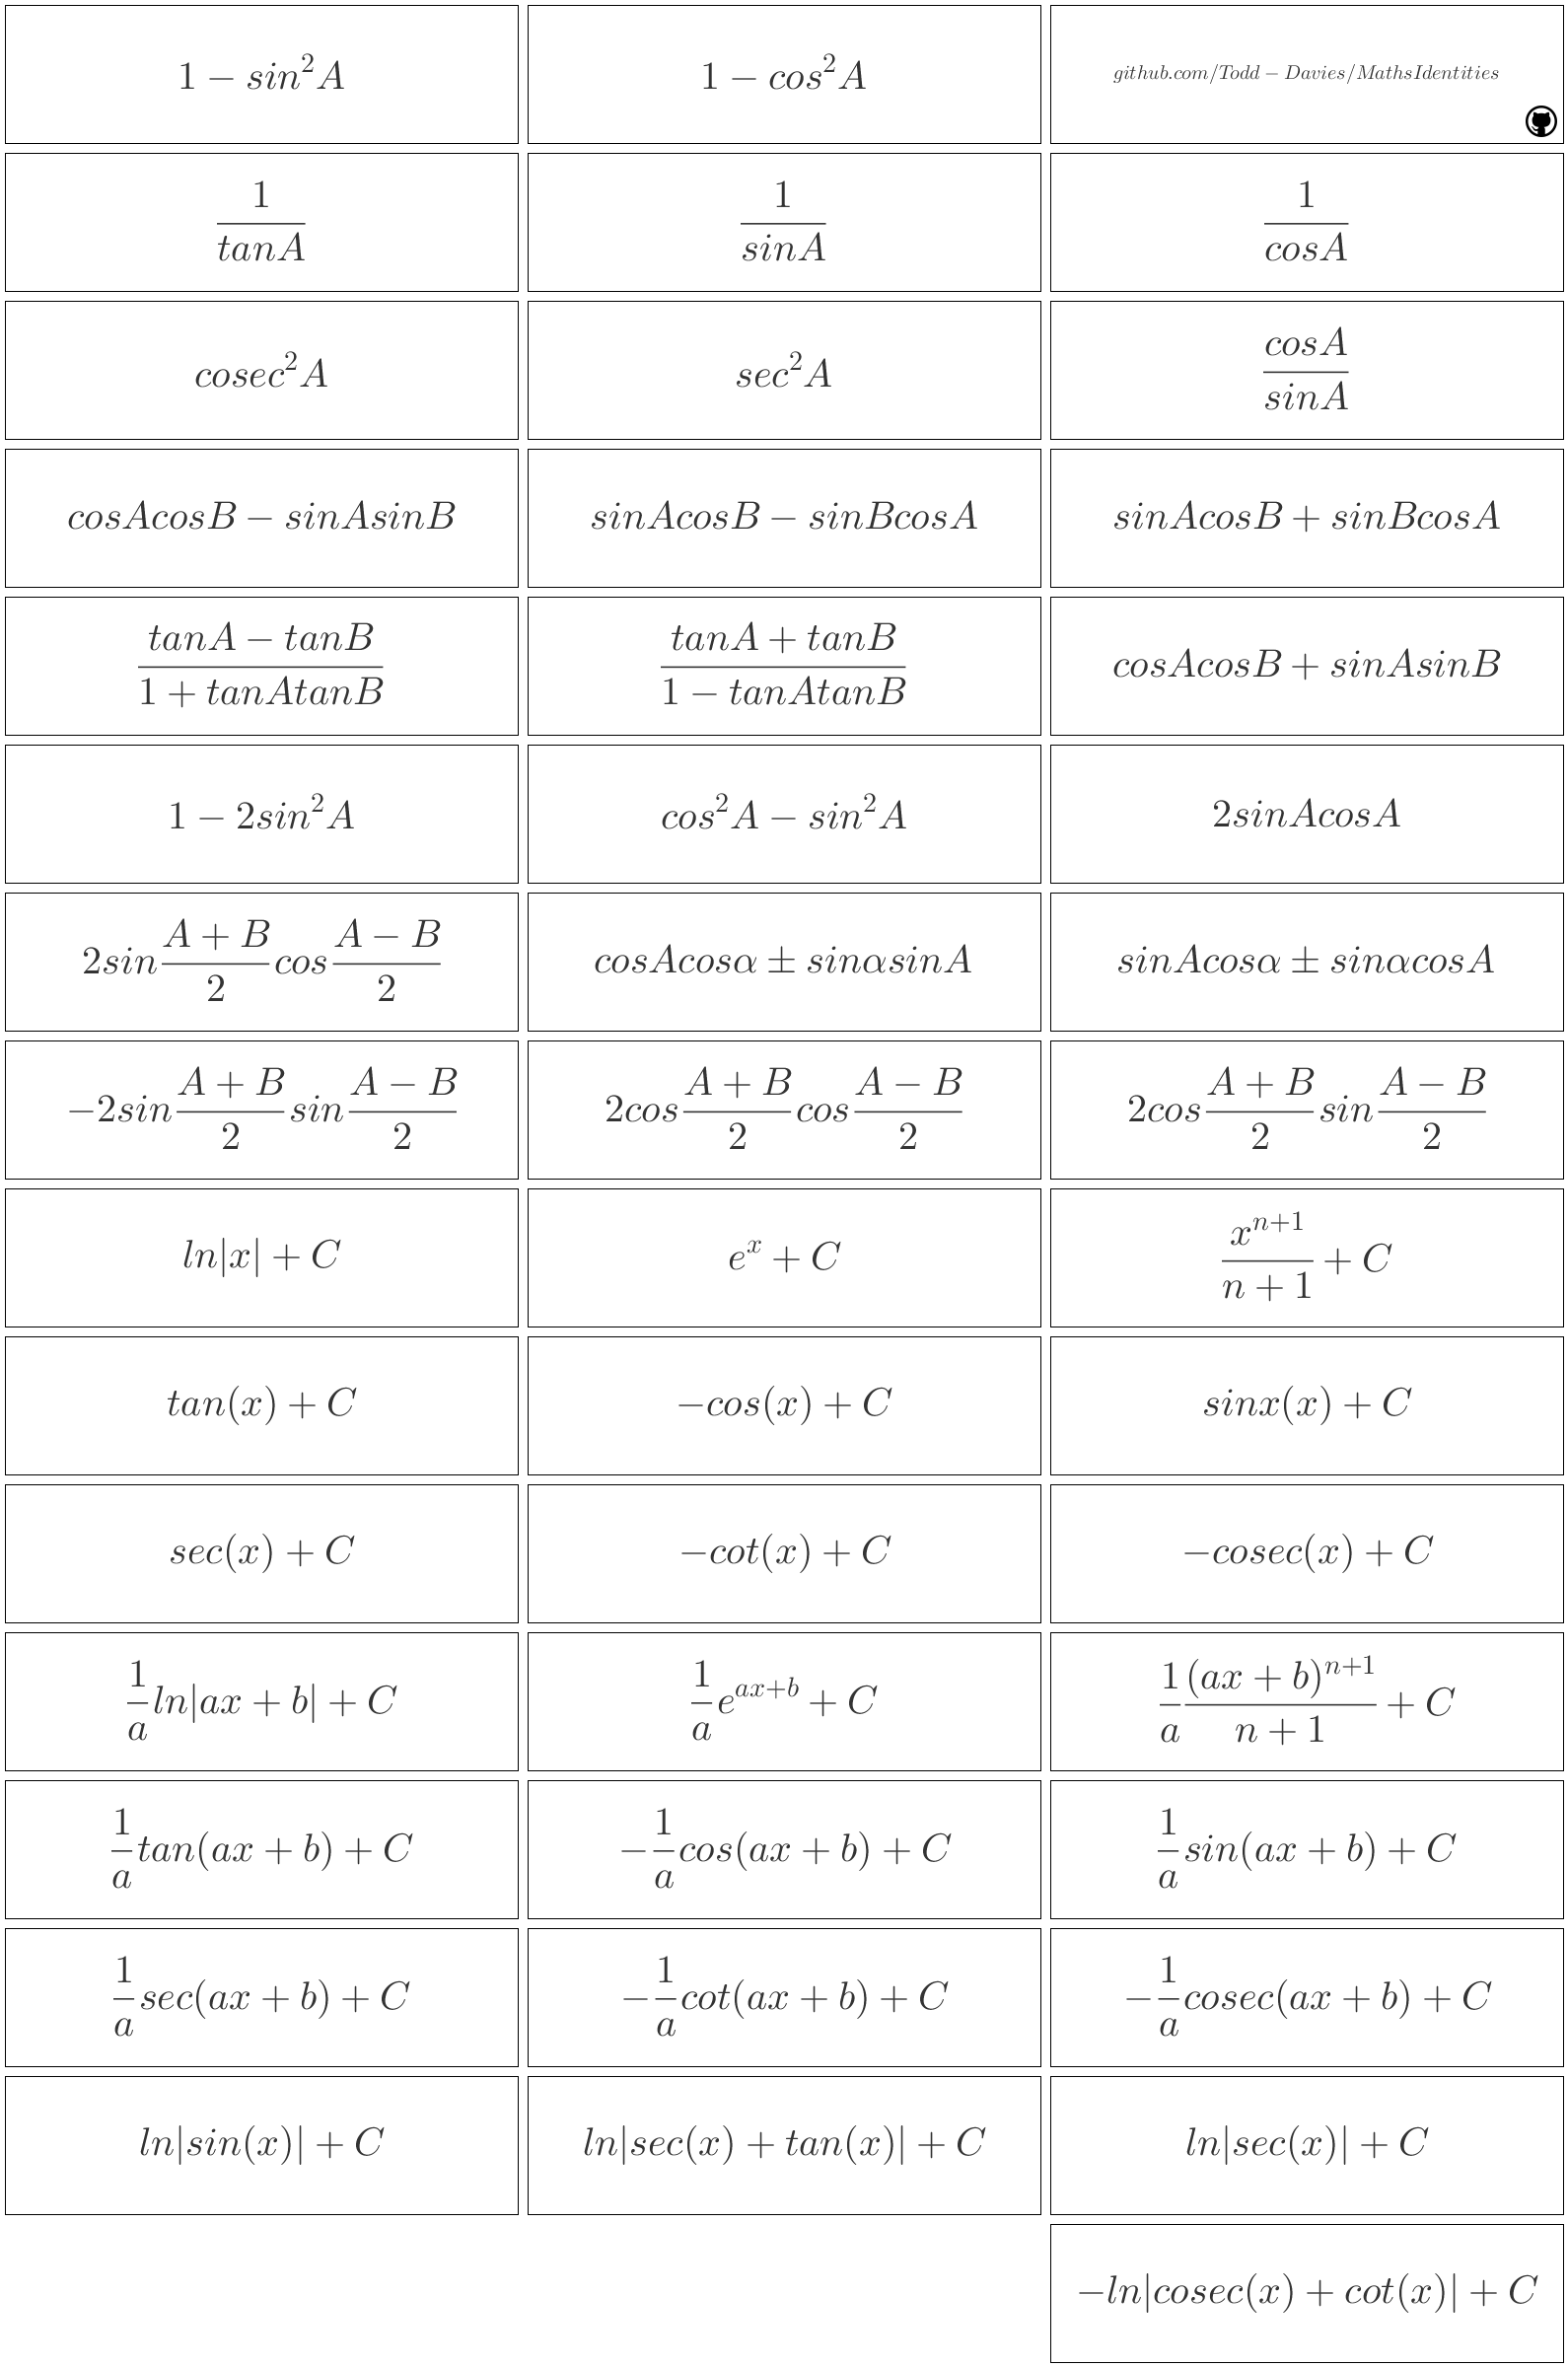 1 − sin²A
1 − cos²A
github.com/Todd − Davies/MathsIdentities
1
tanA
1
sinA
1
cosA
cosec²A
sec²A
cosA
sinA
cosAcosB − sinAsinB
sinAcosB − sinBcosA
sinAcosB + sinBcosA
tanA − tanB
1 + tanAtanB
tanA + tanB
1 − tanAtanB
cosAcosB + sinAsinB
1 − 2sin²A
cos²A − sin²A
2sinAcosA
2sin (A + B)/2 cos (A − B)/2
cosAcosα ± sinαsinA
sinAcosα ± sinαcosA
−2sin (A + B)/2 sin (A − B)/2
2cos (A + B)/2 cos (A − B)/2
2cos (A + B)/2 sin (A − B)/2
ln|x| + C
eˣ + C
xⁿ⁺¹/(n + 1) + C
tan(x) + C
−cos(x) + C
sinx(x) + C
sec(x) + C
−cot(x) + C
−cosec(x) + C
1/a ln|ax + b| + C
1/a e^(ax+b) + C
1/a (ax + b)ⁿ⁺¹/(n + 1) + C
1/a tan(ax + b) + C
−1/a cos(ax + b) + C
1/a sin(ax + b) + C
1/a sec(ax + b) + C
−1/a cot(ax + b) + C
−1/a cosec(ax + b) + C
ln|sin(x)| + C
ln|sec(x) + tan(x)| + C
ln|sec(x)| + C
−ln|cosec(x) + cot(x)| + C